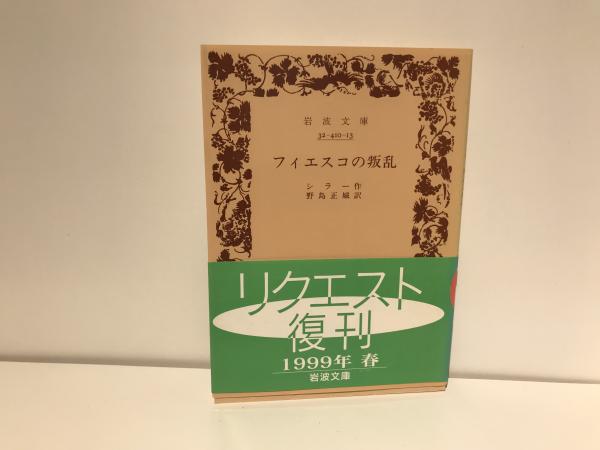 岩波文庫
32-410-13
フィエスコの叛乱
シラー作
野島正城訳
リクエスト
復刊
1999年 春
岩波文庫